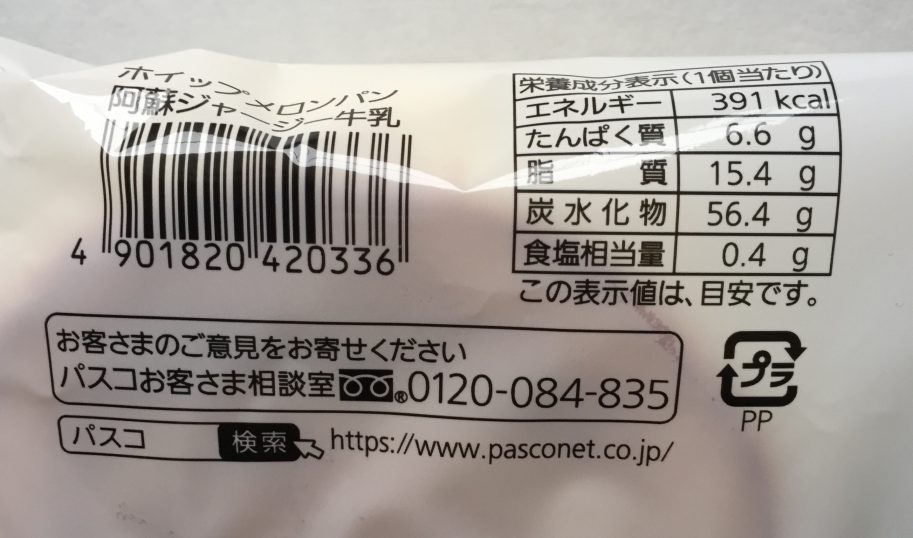 ホイップメロンパン
阿蘇ジャージー牛乳
4 901820 420336
栄養成分表示(1個当たり)
エネルギー 391 kcal
たんぱく質 6.6 g
脂質 15.4 g
炭水化物 56.4 g
食塩相当量 0.4 g
この表示値は、目安です。
お客さまのご意見をお寄せください
パスコお客さま相談室 ®0120-084-835
パスコ 検索 https://www.pasconet.co.jp/
プラ
PP